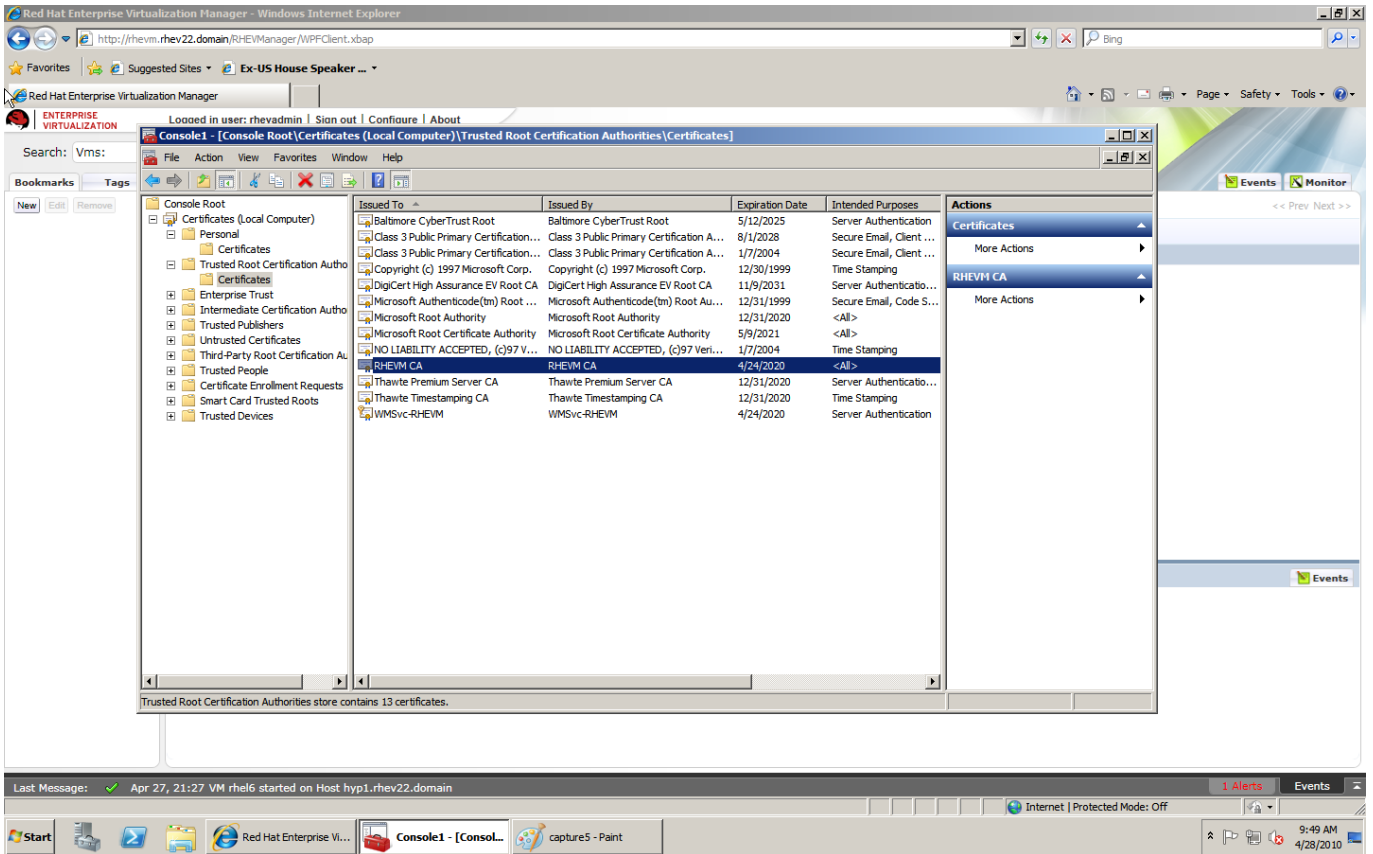 Red Hat Enterprise Virtualization Manager - Windows Internet Explorer
http://rhevm.rhev22.domain/RHEVManager/WPFClient.xbap
Bing
Favorites
Suggested Sites
Ex-US House Speaker ...
Red Hat Enterprise Virtualization Manager
Page
Safety
Tools
ENTERPRISE
VIRTUALIZATION
Logged in user: rhevadmin | Sign out | Configure | About
Console1 - [Console Root\Certificates (Local Computer)\Trusted Root Certification Authorities\Certificates]
Search: Vms:
File Action View Favorites Window Help
Bookmarks Tags
Events Monitor
New Edit Remove
<< Prev Next >>
Console Root
Certificates (Local Computer)
Personal
Certificates
Trusted Root Certification Autho
Certificates
Enterprise Trust
Intermediate Certification Autho
Trusted Publishers
Untrusted Certificates
Third-Party Root Certification Au
Trusted People
Certificate Enrollment Requests
Smart Card Trusted Roots
Trusted Devices
Issued To Issued By Expiration Date Intended Purposes
Baltimore CyberTrust Root Baltimore CyberTrust Root 5/12/2025 Server Authentication
Class 3 Public Primary Certification... Class 3 Public Primary Certification A... 8/1/2028 Secure Email, Client ...
Class 3 Public Primary Certification... Class 3 Public Primary Certification A... 1/7/2004 Secure Email, Client ...
Copyright (c) 1997 Microsoft Corp. Copyright (c) 1997 Microsoft Corp. 12/30/1999 Time Stamping
DigiCert High Assurance EV Root CA DigiCert High Assurance EV Root CA 11/9/2031 Server Authenticatio...
Microsoft Authenticode(tm) Root ... Microsoft Authenticode(tm) Root Au... 12/31/1999 Secure Email, Code S...
Microsoft Root Authority Microsoft Root Authority 12/31/2020 <All>
Microsoft Root Certificate Authority Microsoft Root Certificate Authority 5/9/2021 <All>
NO LIABILITY ACCEPTED, (c)97 V... NO LIABILITY ACCEPTED, (c)97 Veri... 1/7/2004 Time Stamping
RHEVM CA RHEVM CA 4/24/2020 <All>
Thawte Premium Server CA Thawte Premium Server CA 12/31/2020 Server Authenticatio...
Thawte Timestamping CA Thawte Timestamping CA 12/31/2020 Time Stamping
WMSvc-RHEVM WMSvc-RHEVM 4/24/2020 Server Authentication
Actions
Certificates
More Actions
RHEVM CA
More Actions
Events
Trusted Root Certification Authorities store contains 13 certificates.
Last Message: Apr 27, 21:27 VM rhel6 started on Host hyp1.rhev22.domain
1 Alerts Events
Internet | Protected Mode: Off
Start
Red Hat Enterprise Vi...
Console1 - [Consol...
capture5 - Paint
9:49 AM
4/28/2010